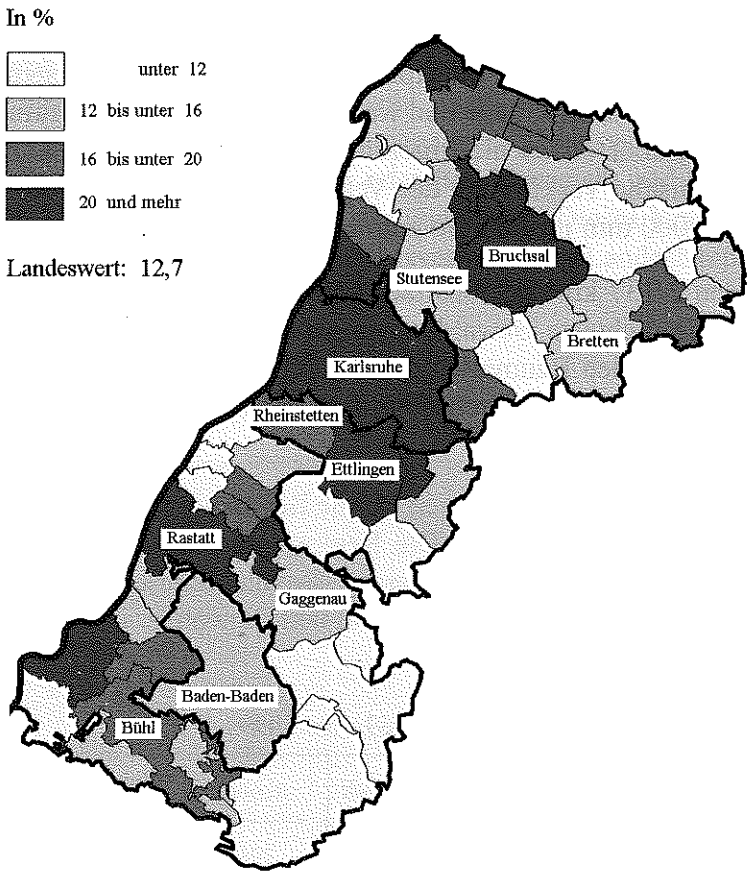 In %
unter 12
12 bis unter 16
16 bis unter 20
20 und mehr
Landeswert: 12,7
Bruchsal
Stutensee
Bretten
Karlsruhe
Rheinstetten
Ettlingen
Rastatt
Gaggenau
Baden-Baden
Bühl